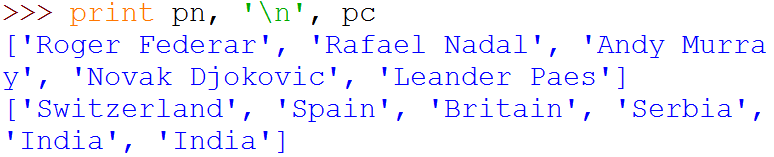 >>> print pn, '\n', pc
['Roger Federar', 'Rafael Nadal', 'Andy Murra
y', 'Novak Djokovic', 'Leander Paes']
['Switzerland', 'Spain', 'Britain', 'Serbia',
'India', 'India']